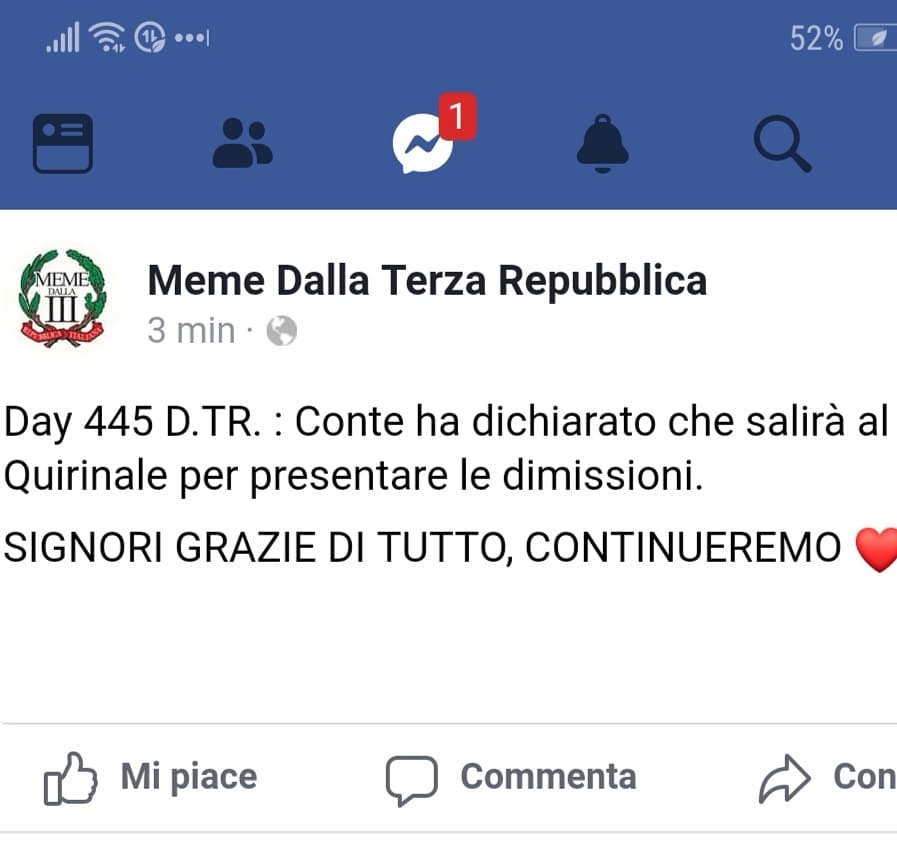 52%
1
MEME
DALLA
III
REPUBBLICA ITALIANA
Meme Dalla Terza Repubblica
3 min ·
Day 445 D.TR. : Conte ha dichiarato che salirà al
Quirinale per presentare le dimissioni.
SIGNORI GRAZIE DI TUTTO, CONTINUEREMO ❤️
Mi piace
Commenta
Con